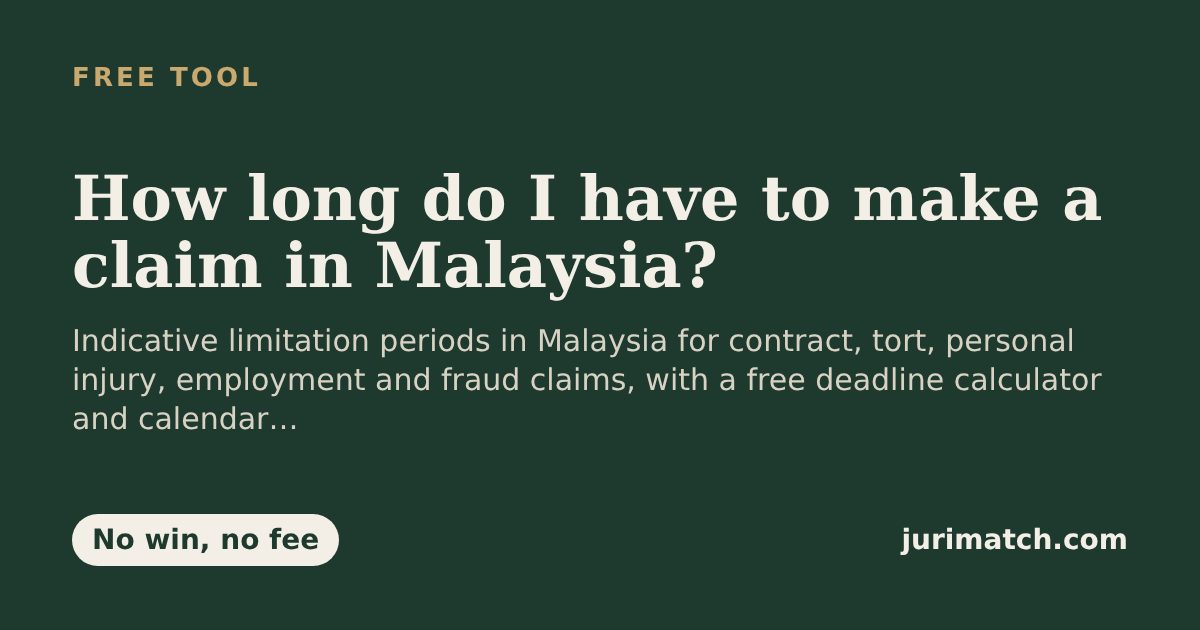 FREE TOOL
How long do I have to make a
claim in Malaysia?
Indicative limitation periods in Malaysia for contract, tort, personal
injury, employment and fraud claims, with a free deadline calculator
and calendar…
No win, no fee
jurimatch.com